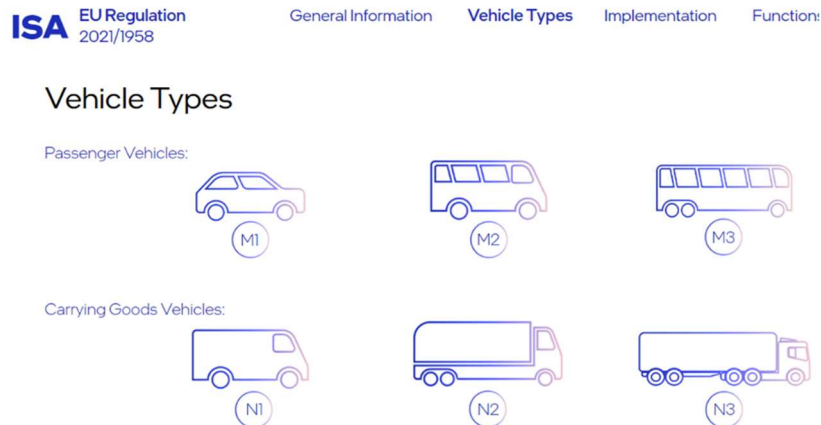 ISA EU Regulation 2021/1958
General Information Vehicle Types Implementation Functions
Vehicle Types
Passenger Vehicles:
M1 M2 M3
Carrying Goods Vehicles:
N1 N2 N3